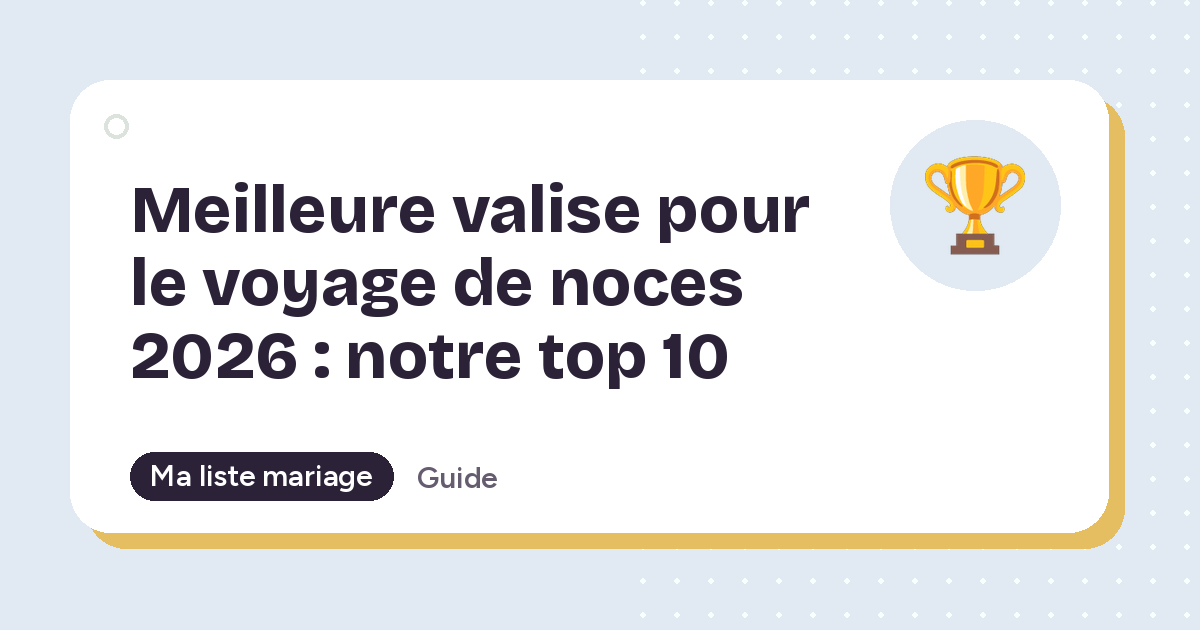 Meilleure valise pour
le voyage de noces
2026 : notre top 10
Ma liste mariage
Guide